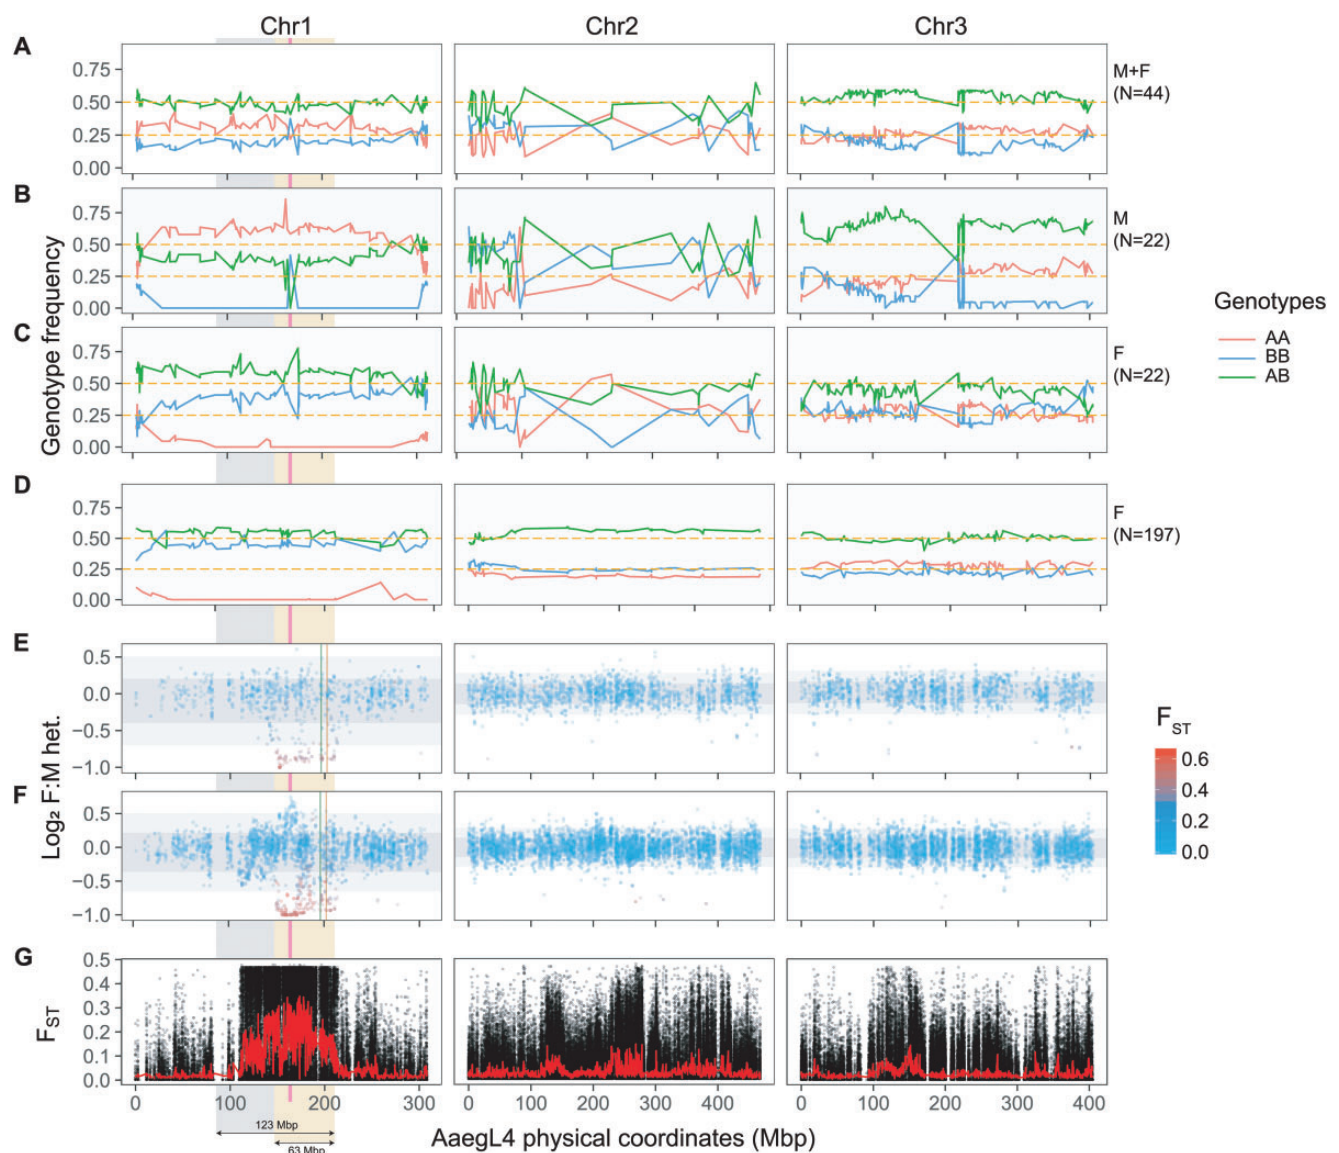 Chr1 Chr2 Chr3
A
0.75
0.50
0.25
0.00
M+F
(N=44)
B
0.75
0.50
0.25
0.00
M
(N=22)
C
0.75
0.50
0.25
0.00
F
(N=22)
Genotype frequency
Genotypes
AA
BB
AB
D
0.75
0.50
0.25
0.00
F
(N=197)
E
0.5
0.0
−0.5
−1.0
F
0.5
0.0
−0.5
−1.0
Log₂ F:M het.
FST
0.6
0.4
0.2
0.0
G
0.5
0.4
0.3
0.2
0.1
0.0
FST
0 100 200 300 0 100 200 300 400 0 100 200 300 400
123 Mbp
63 Mbp
AaegL4 physical coordinates (Mbp)